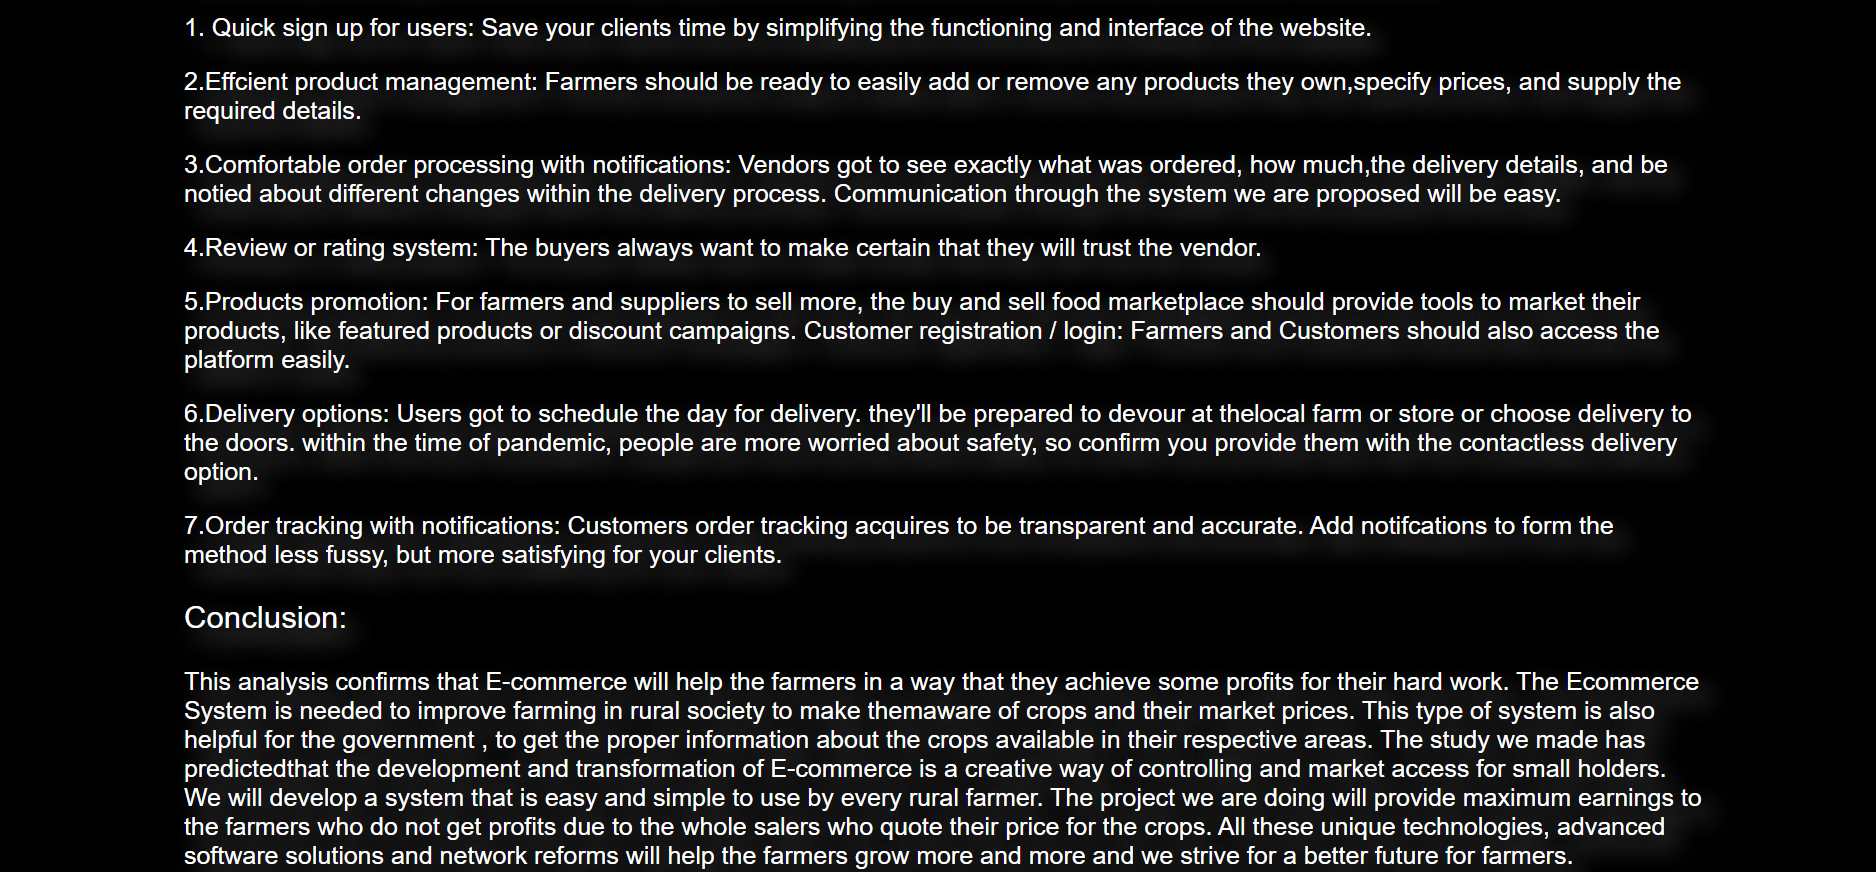 1. Quick sign up for users: Save your clients time by simplifying the functioning and interface of the website.
2.Effcient product management: Farmers should be ready to easily add or remove any products they own,specify prices, and supply the
required details.
3.Comfortable order processing with notifications: Vendors got to see exactly what was ordered, how much,the delivery details, and be
notied about different changes within the delivery process. Communication through the system we are proposed will be easy.
4.Review or rating system: The buyers always want to make certain that they will trust the vendor.
5.Products promotion: For farmers and suppliers to sell more, the buy and sell food marketplace should provide tools to market their
products, like featured products or discount campaigns. Customer registration / login: Farmers and Customers should also access the
platform easily.
6.Delivery options: Users got to schedule the day for delivery. they'll be prepared to devour at thelocal farm or store or choose delivery to
the doors. within the time of pandemic, people are more worried about safety, so confirm you provide them with the contactless delivery
option.
7.Order tracking with notifications: Customers order tracking acquires to be transparent and accurate. Add notifcations to form the
method less fussy, but more satisfying for your clients.
Conclusion:
This analysis confirms that E-commerce will help the farmers in a way that they achieve some profits for their hard work. The Ecommerce
System is needed to improve farming in rural society to make themaware of crops and their market prices. This type of system is also
helpful for the government , to get the proper information about the crops available in their respective areas. The study we made has
predictedthat the development and transformation of E-commerce is a creative way of controlling and market access for small holders.
We will develop a system that is easy and simple to use by every rural farmer. The project we are doing will provide maximum earnings to
the farmers who do not get profits due to the whole salers who quote their price for the crops. All these unique technologies, advanced
software solutions and network reforms will help the farmers grow more and more and we strive for a better future for farmers.